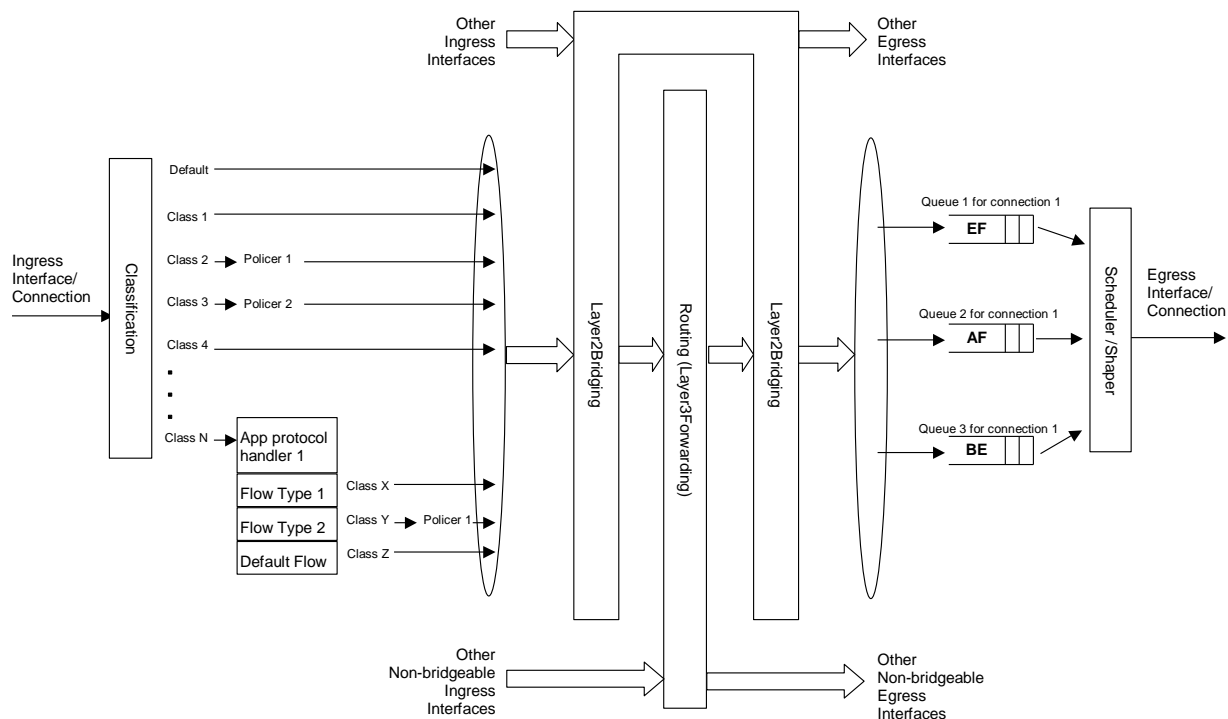 Other
Ingress
Interfaces
Other
Egress
Interfaces
Ingress
Interface/
Connection
Classification
Default
Class 1
Class 2
Policer 1
Class 3
Policer 2
Class 4
Class N
App protocol
handler 1
Flow Type 1
Flow Type 2
Default Flow
Class X
Class Y
Policer 1
Class Z
Layer2Bridging
Routing (Layer3Forwarding)
Layer2Bridging
Queue 1 for connection 1
EF
Queue 2 for connection 1
AF
Queue 3 for connection 1
BE
Scheduler /Shaper
Egress
Interface/
Connection
Other
Non-bridgeable
Ingress
Interfaces
Other
Non-bridgeable
Egress
Interfaces